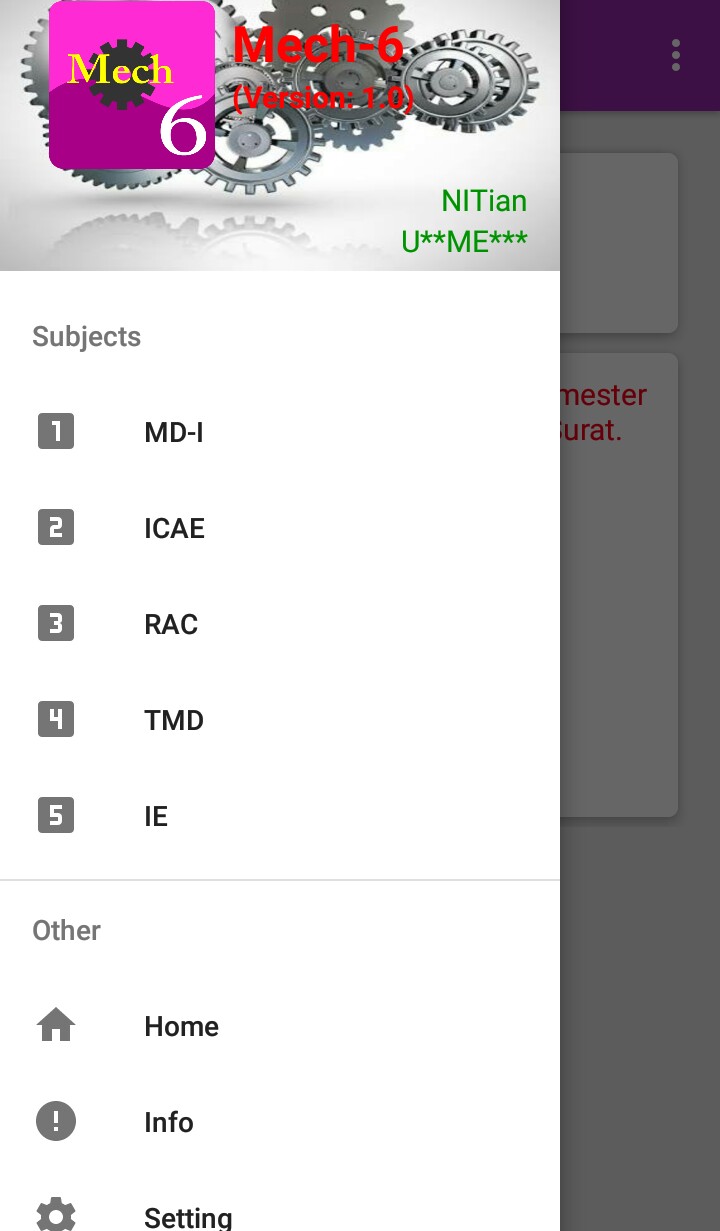 Mech
6
Mech-6
(Version: 1.0)
NITian
U**ME***
Subjects
1 MD-I
2 ICAE
3 RAC
4 TMD
5 IE
Other
Home
Info
Setting
mester
Surat.